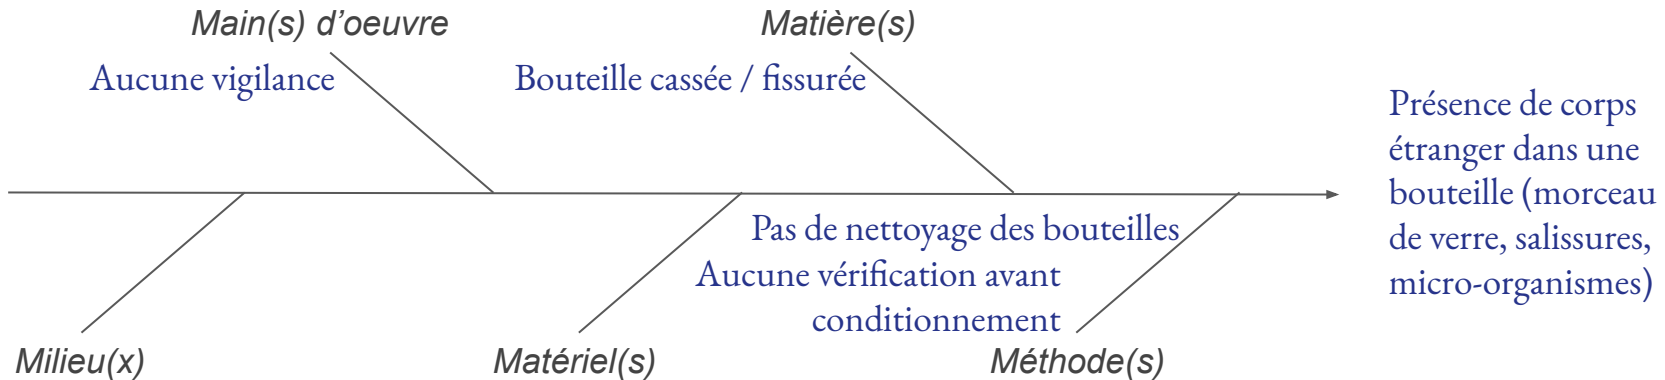 Main(s) d’oeuvre
Matière(s)
Aucune vigilance
Bouteille cassée / fissurée
Présence de corps
étranger dans une
bouteille (morceau
de verre, salissures,
micro-organismes)
Pas de nettoyage des bouteilles
Aucune vérification avant
conditionnement
Milieu(x)
Matériel(s)
Méthode(s)